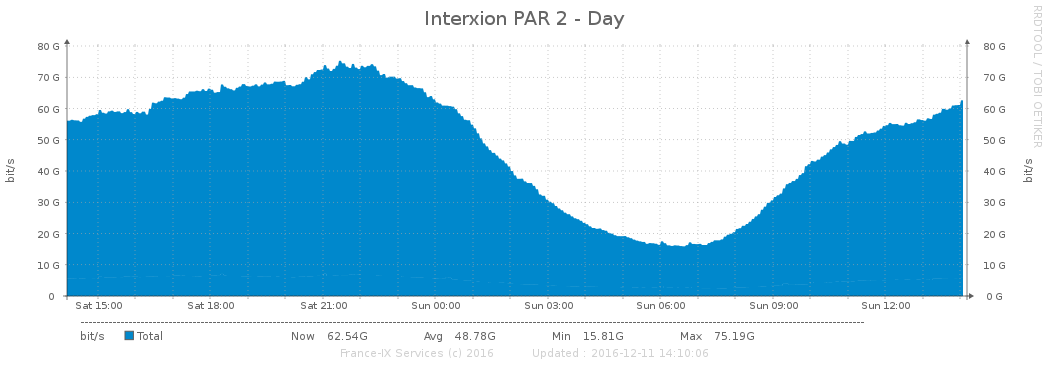 Interxion PAR 2 - Day
RRDTOOL / TOBI OETIKER
80 G 80 G
70 G 70 G
60 G 60 G
50 G 50 G
40 G 40 G
30 G 30 G
20 G 20 G
10 G 10 G
0 0 G
bit/s
bit/s
Sat 15:00 Sat 18:00 Sat 21:00 Sun 00:00 Sun 03:00 Sun 06:00 Sun 09:00 Sun 12:00
bit/s Total Now 62.54G Avg 48.78G Min 15.81G Max 75.19G
France-IX Services (c) 2016 Updated : 2016-12-11 14:10:06